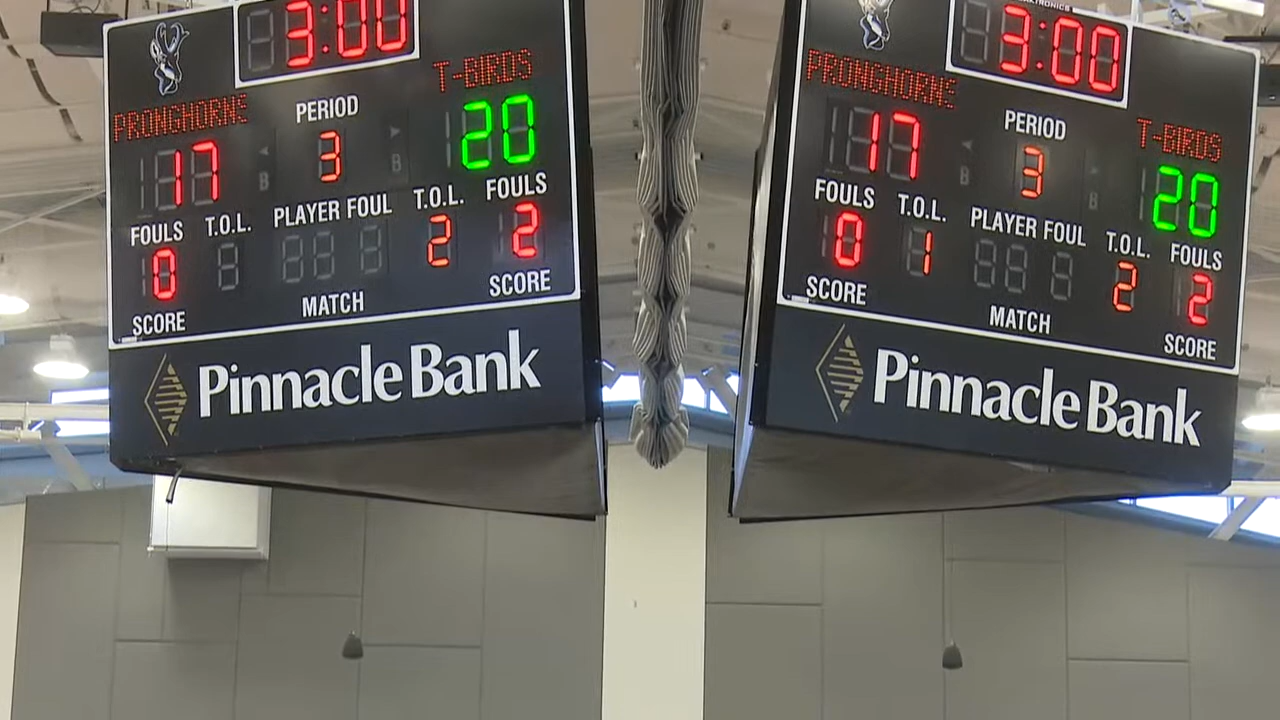 3:00
PRONGHORNS
T-BIRDS
PERIOD
17
3
20
B
B
FOULS
T.O.L.
PLAYER FOUL
T.O.L.
FOULS
0
2
2
SCORE
MATCH
SCORE
Pinnacle Bank
3:00
PRONGHORNS
T-BIRDS
PERIOD
17
3
20
B
B
FOULS
T.O.L.
PLAYER FOUL
T.O.L.
FOULS
0
1
2
2
SCORE
MATCH
SCORE
Pinnacle Bank